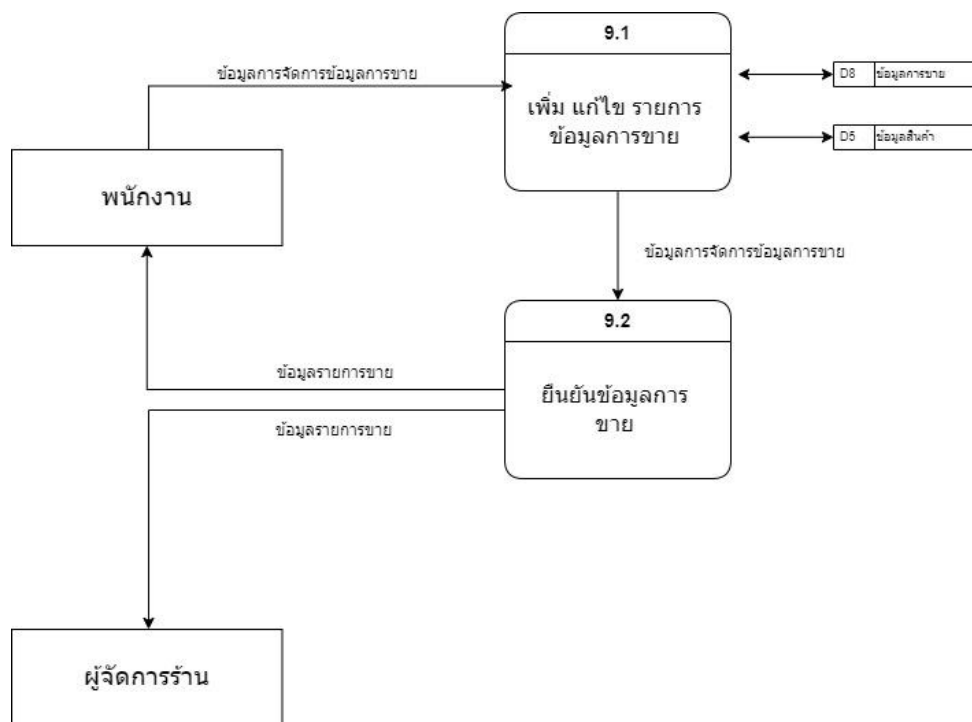 9.1
ข้อมูลการจัดการข้อมูลการขาย
D8 ข้อมูลการขาย
เพิ่ม แก้ไข รายการ
ข้อมูลการขาย
D5 ข้อมูลสินค้า
พนักงาน
ข้อมูลการจัดการข้อมูลการขาย
9.2
ข้อมูลรายการขาย
ยืนยันข้อมูลการ
ขาย
ข้อมูลรายการขาย
ผู้จัดการร้าน